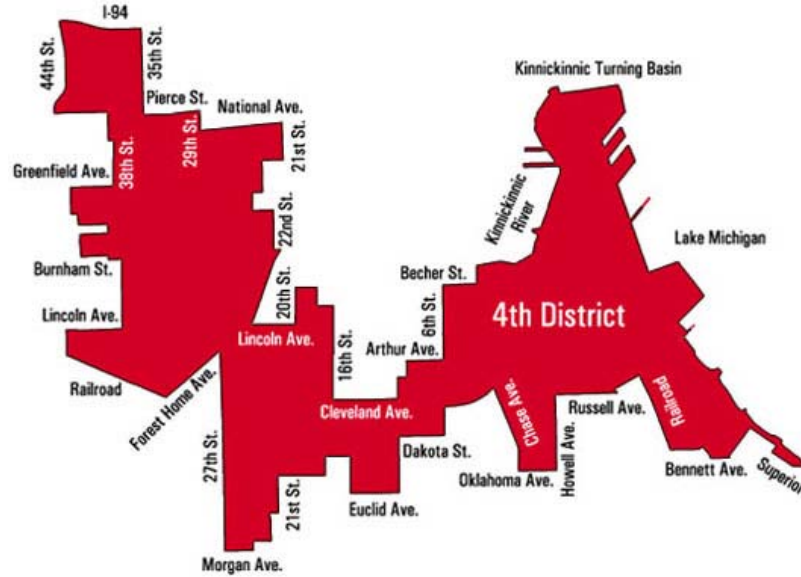 I-94
44th St.
35th St.
Pierce St.
National Ave.
Kinnickinnic Turning Basin
29th St.
21st St.
38th St.
Greenfield Ave.
22nd St.
Kinnickinnic
River
Lake Michigan
Burnham St.
Becher St.
20th St.
6th St.
4th District
Lincoln Ave.
Lincoln Ave.
16th St.
Arthur Ave.
Railroad
Forest Home Ave.
Cleveland Ave.
Chase Ave.
Russell Ave.
Railroad
27th St.
Dakota St.
Howell Ave.
Oklahoma Ave.
Bennett Ave.
Superior
21st St.
Euclid Ave.
Morgan Ave.